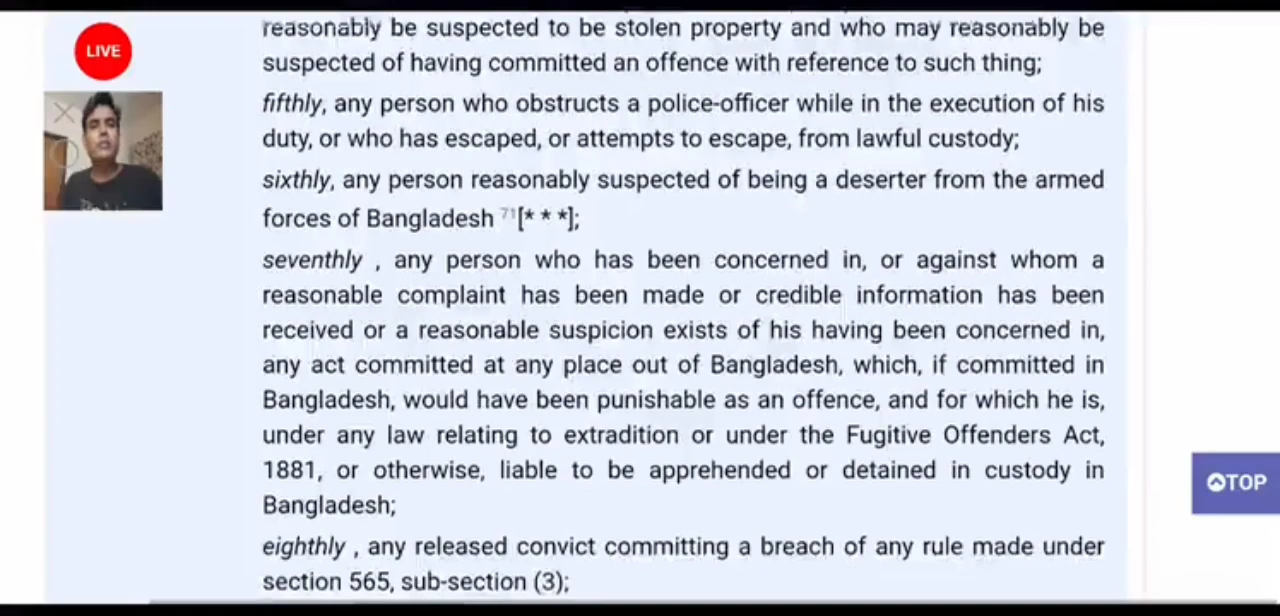 LIVE
reasonably be suspected to be stolen property and who may reasonably be
suspected of having committed an offence with reference to such thing;
fifthly, any person who obstructs a police-officer while in the execution of his
duty, or who has escaped, or attempts to escape, from lawful custody;
sixthly, any person reasonably suspected of being a deserter from the armed
forces of Bangladesh 71[* * *];
seventhly , any person who has been concerned in, or against whom a
reasonable complaint has been made or credible information has been
received or a reasonable suspicion exists of his having been concerned in,
any act committed at any place out of Bangladesh, which, if committed in
Bangladesh, would have been punishable as an offence, and for which he is,
under any law relating to extradition or under the Fugitive Offenders Act,
1881, or otherwise, liable to be apprehended or detained in custody in
Bangladesh;
eighthly , any released convict committing a breach of any rule made under
section 565, sub-section (3);
TOP